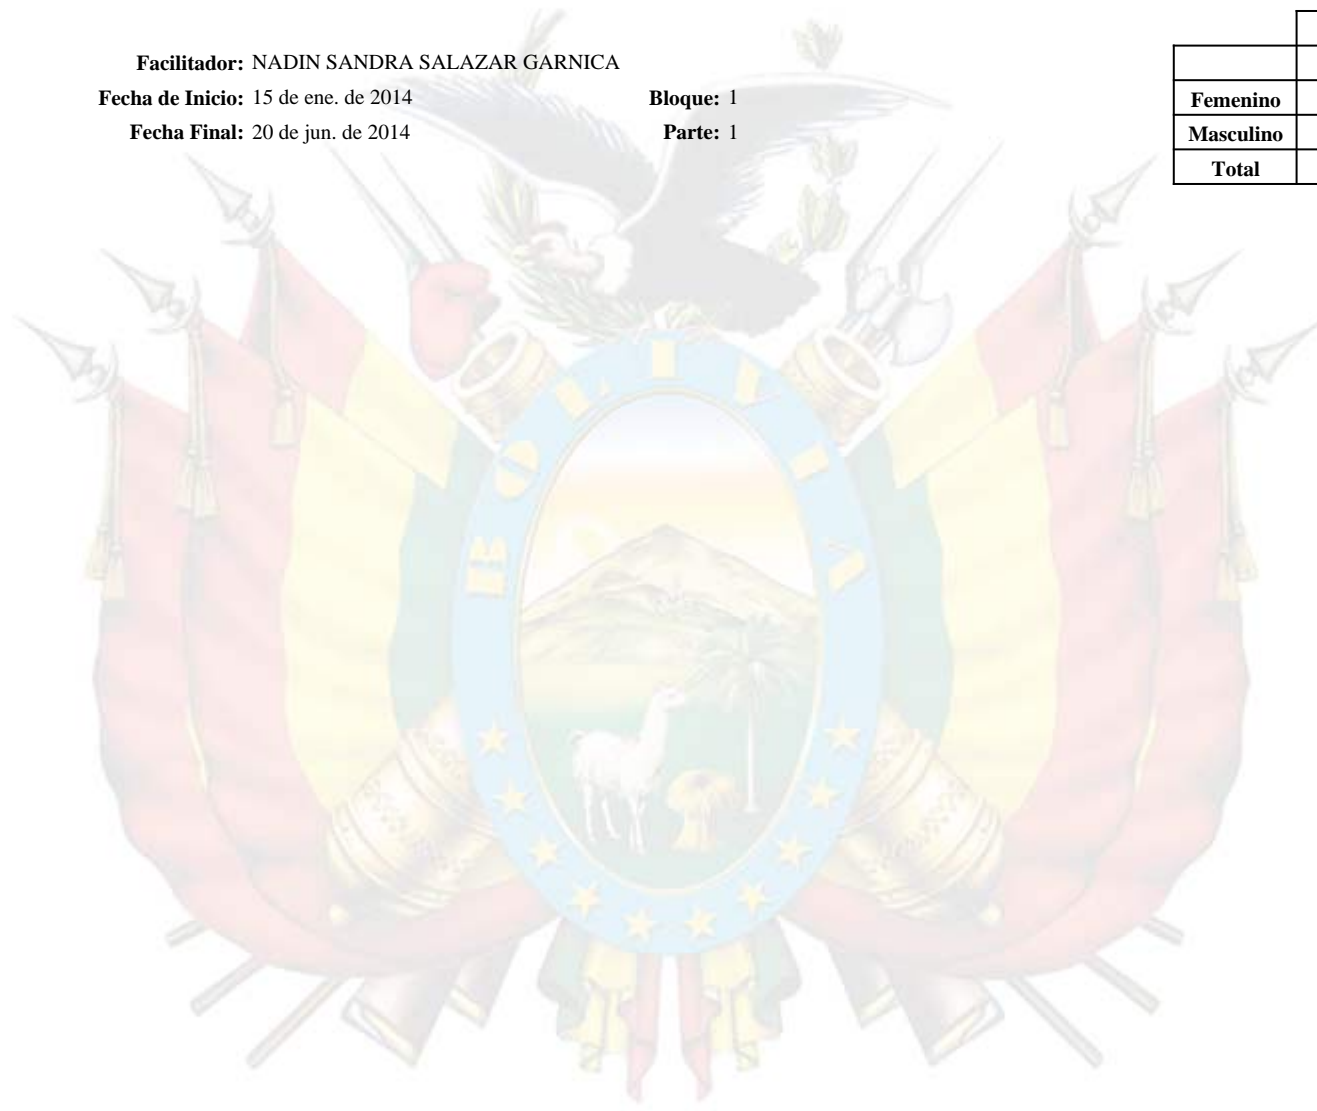 Facilitador: NADIN SANDRA SALAZAR GARNICA
Fecha de Inicio: 15 de ene. de 2014 Bloque: 1
Fecha Final: 20 de jun. de 2014 Parte: 1
Femenino
Masculino
Total
BOLIVIA